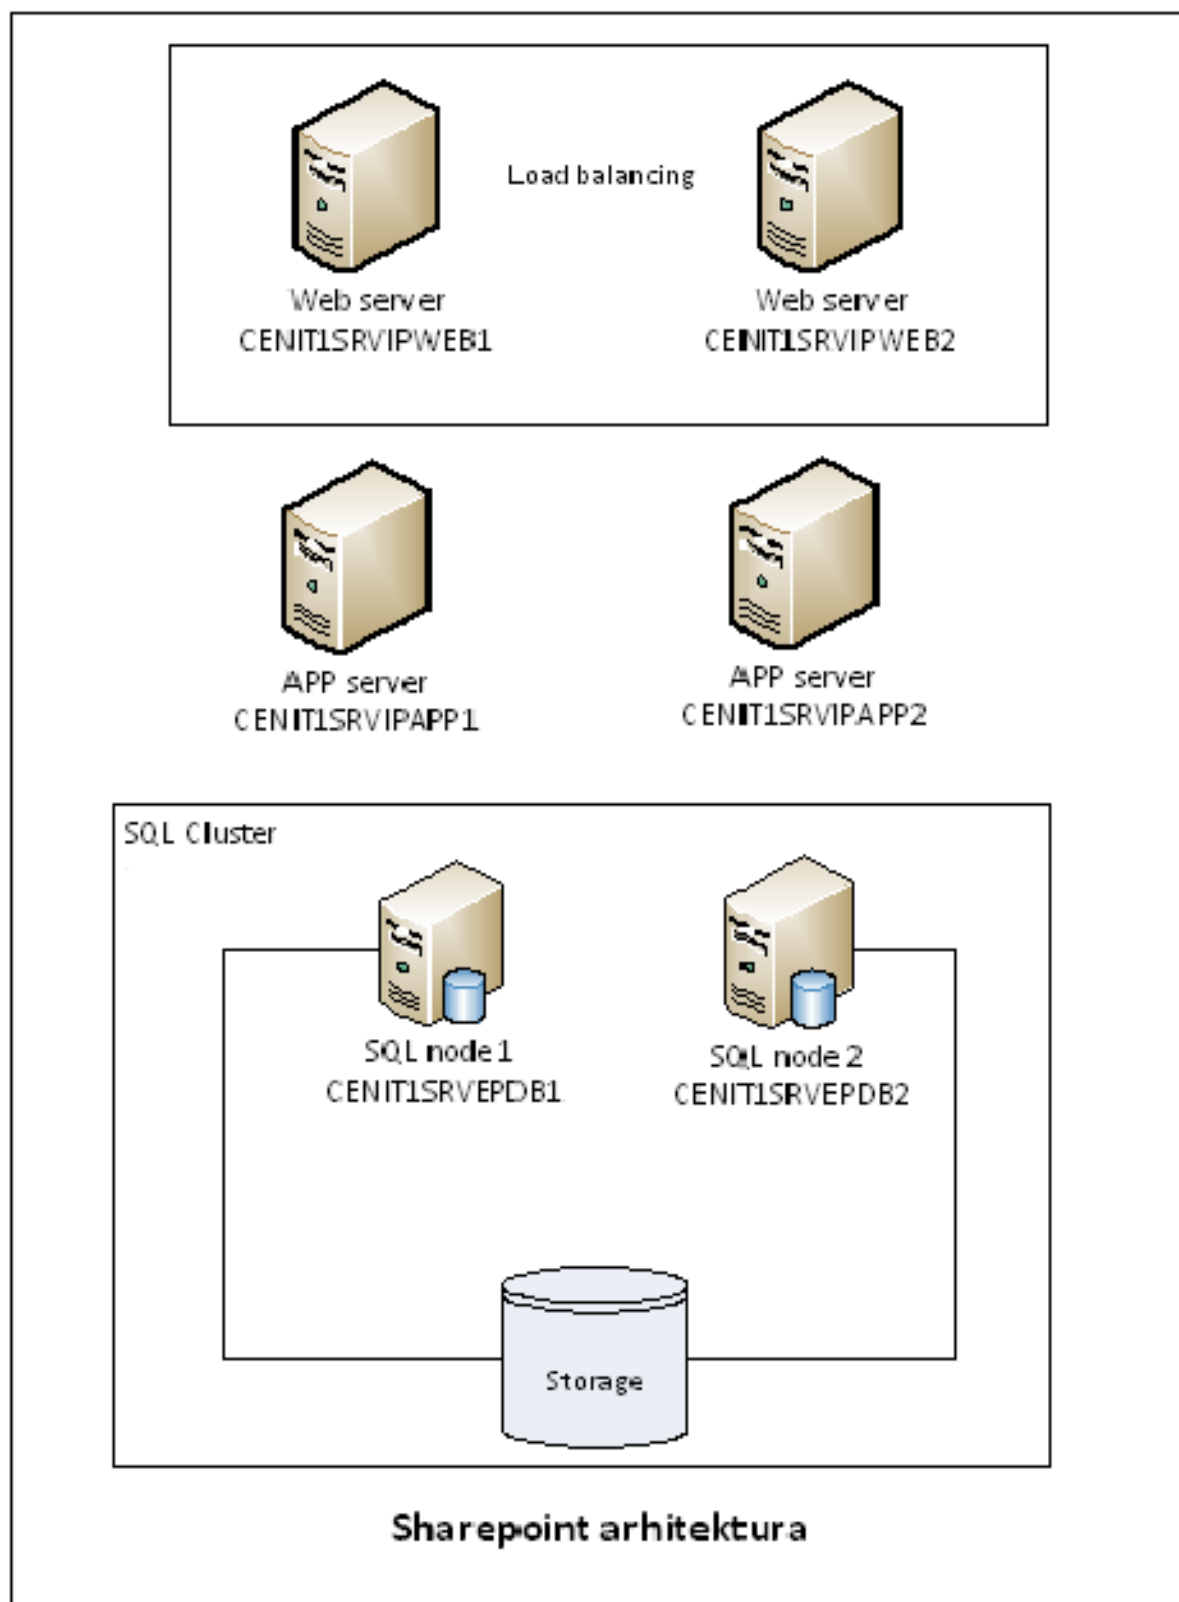 Load balancing
Web server
CENIT1SRVIPWEB1
Web server
CENIT1SRVIPWEB2
APP server
CENIT1SRVIPAPP1
APP server
CENIT1SRVIPAPP2
SQL Cluster
SQL node 1
CENIT1SRVEPDB1
SQL node 2
CENIT1SRVEPDB2
Storage
Sharepoint arhitektura